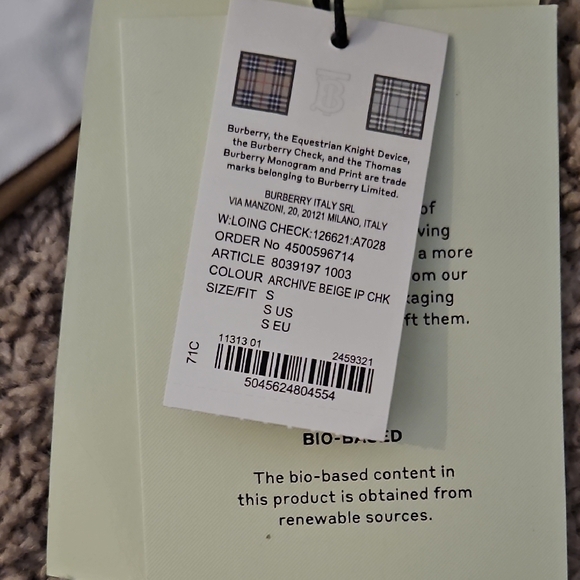 Burberry, the Equestrian Knight Device,
the Burberry Check, and the Thomas
Burberry Monogram and Print are trade
marks belonging to Burberry Limited.
BURBERRY ITALY SRL
VIA MANZONI, 20, 20121 MILANO, ITALY
W:LOING CHECK:126621:A7028
ORDER No 4500596714
ARTICLE 8039197 1003
COLOUR ARCHIVE BEIGE IP CHK
SIZE/FIT S
S US
S EU
71C
11313 01 2459321
5045624804554
of
a more
om our
ft them.
BIO-BASED
The bio-based content in
this product is obtained from
renewable sources.